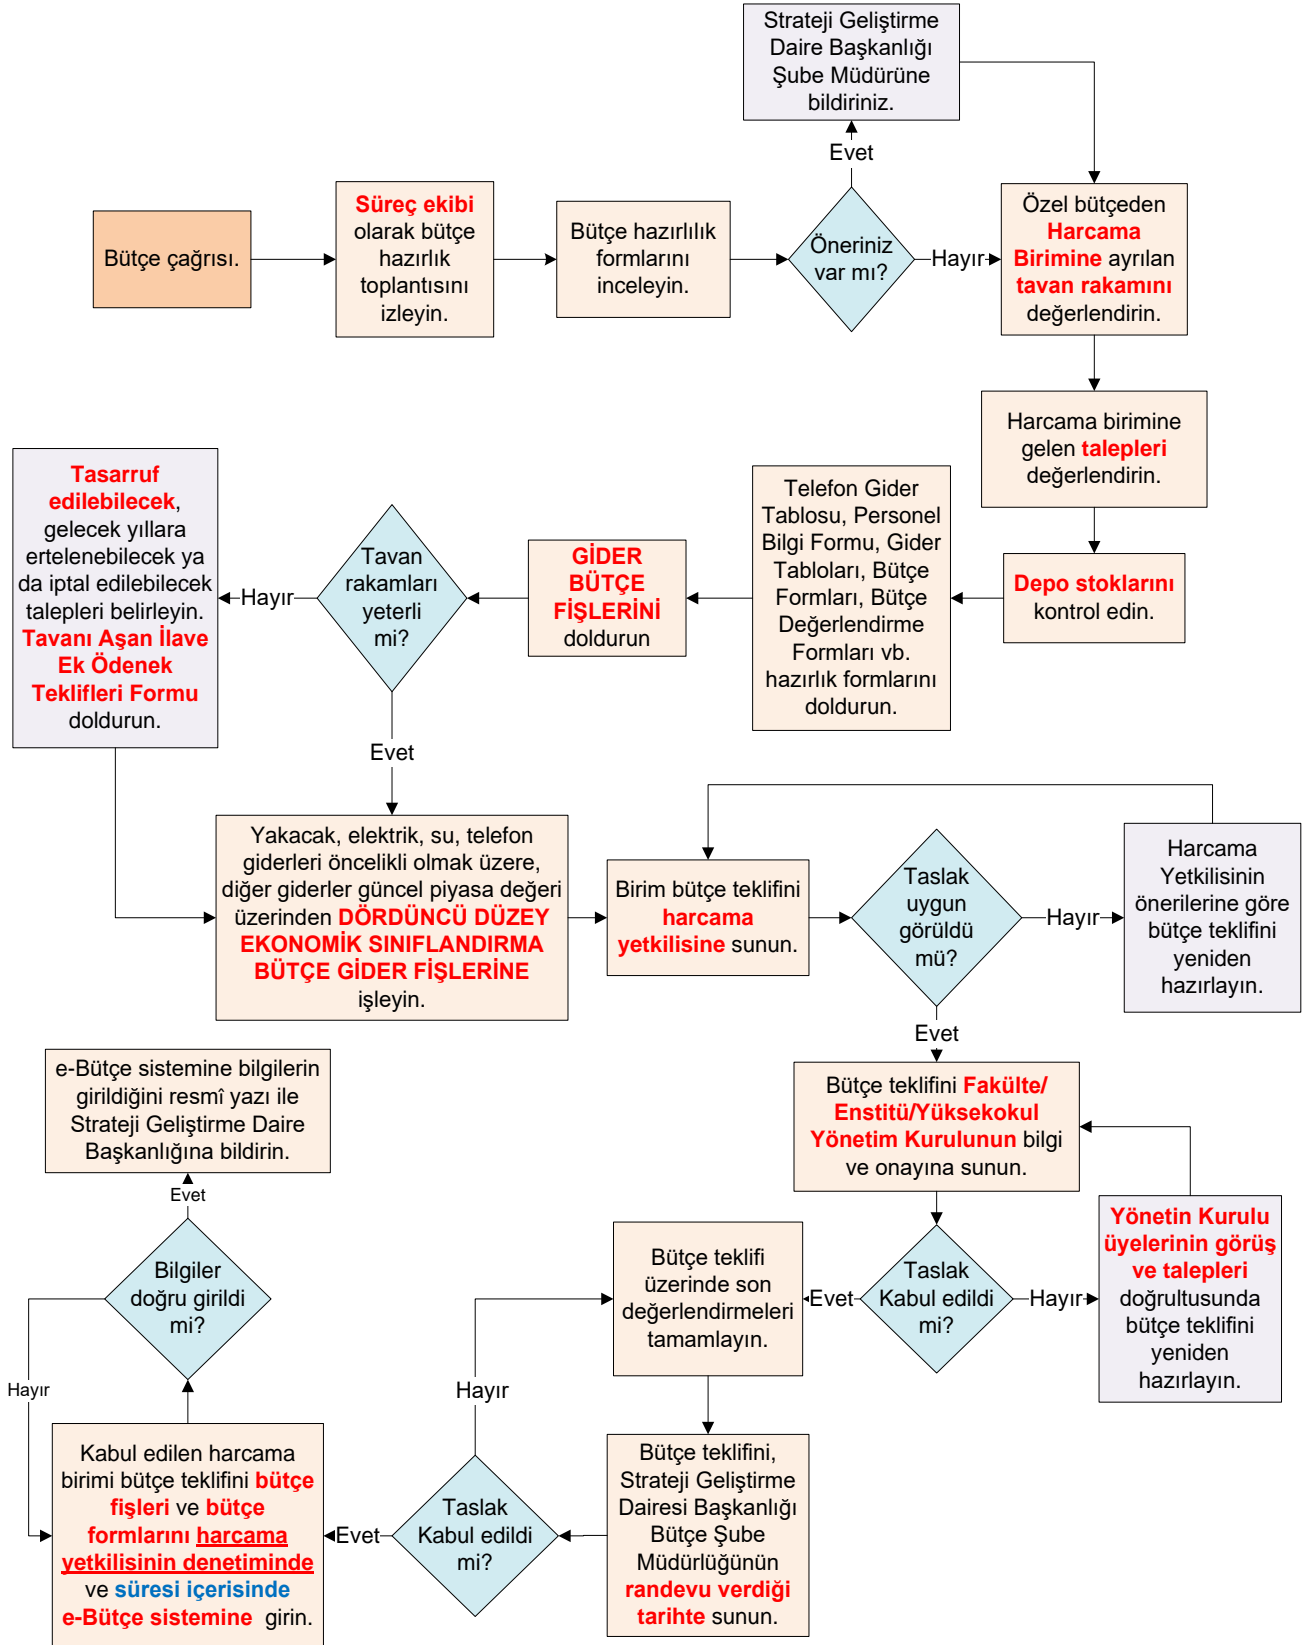 Strateji Geliştirme
Daire Başkanlığı
Şube Müdürüne
bildiriniz.
Evet
Bütçe çağrısı.
Süreç ekibi
olarak bütçe
hazırlık
toplantısını
izleyin.
Bütçe hazırlılık
formlarını
inceleyin.
Öneriniz
var mı?
Hayır
Özel bütçeden
Harcama
Birimine ayrılan
tavan rakamını
değerlendirin.
Harcama birimine
gelen talepleri
değerlendirin.
Depo stoklarını
kontrol edin.
Telefon Gider
Tablosu, Personel
Bilgi Formu, Gider
Tabloları, Bütçe
Formları, Bütçe
Değerlendirme
Formları vb.
hazırlık formlarını
doldurun.
GİDER
BÜTÇE
FİŞLERİNİ
doldurun
Tavan
rakamları
yeterli
mi?
Hayır
Tasarruf
edilebilecek,
gelecek yıllara
ertelenebilecek ya
da iptal edilebilecek
talepleri belirleyin.
Tavanı Aşan İlave
Ek Ödenek
Teklifleri Formu
doldurun.
Evet
Yakacak, elektrik, su, telefon
giderleri öncelikli olmak üzere,
diğer giderler güncel piyasa değeri
üzerinden DÖRDÜNCÜ DÜZEY
EKONOMİK SINIFLANDIRMA
BÜTÇE GİDER FİŞLERİNE
işleyin.
Birim bütçe teklifini
harcama
yetkilisine sunun.
Taslak
uygun
görüldü
mü?
Hayır
Harcama
Yetkilisinin
önerilerine göre
bütçe teklifini
yeniden
hazırlayın.
Evet
Bütçe teklifini Fakülte/
Enstitü/Yüksekokul
Yönetim Kurulunun bilgi
ve onayına sunun.
Taslak
Kabul edildi
mi?
Hayır
Yönetin Kurulu
üyelerinin görüş
ve talepleri
doğrultusunda
bütçe teklifini
yeniden
hazırlayın.
Evet
Bütçe teklifi
üzerinde son
değerlendirmeleri
tamamlayın.
Bütçe teklifini,
Strateji Geliştirme
Dairesi Başkanlığı
Bütçe Şube
Müdürlüğünün
randevu verdiği
tarihte sunun.
Taslak
Kabul edildi
mi?
Hayır
Evet
Kabul edilen harcama
birimi bütçe teklifini bütçe
fişleri ve bütçe
formlarını harcama
yetkilisinin denetiminde
ve süresi içerisinde
e-Bütçe sistemine girin.
Bilgiler
doğru girildi
mi?
Hayır
Evet
e-Bütçe sistemine bilgilerin
girildiğini resmî yazı ile
Strateji Geliştirme Daire
Başkanlığına bildirin.